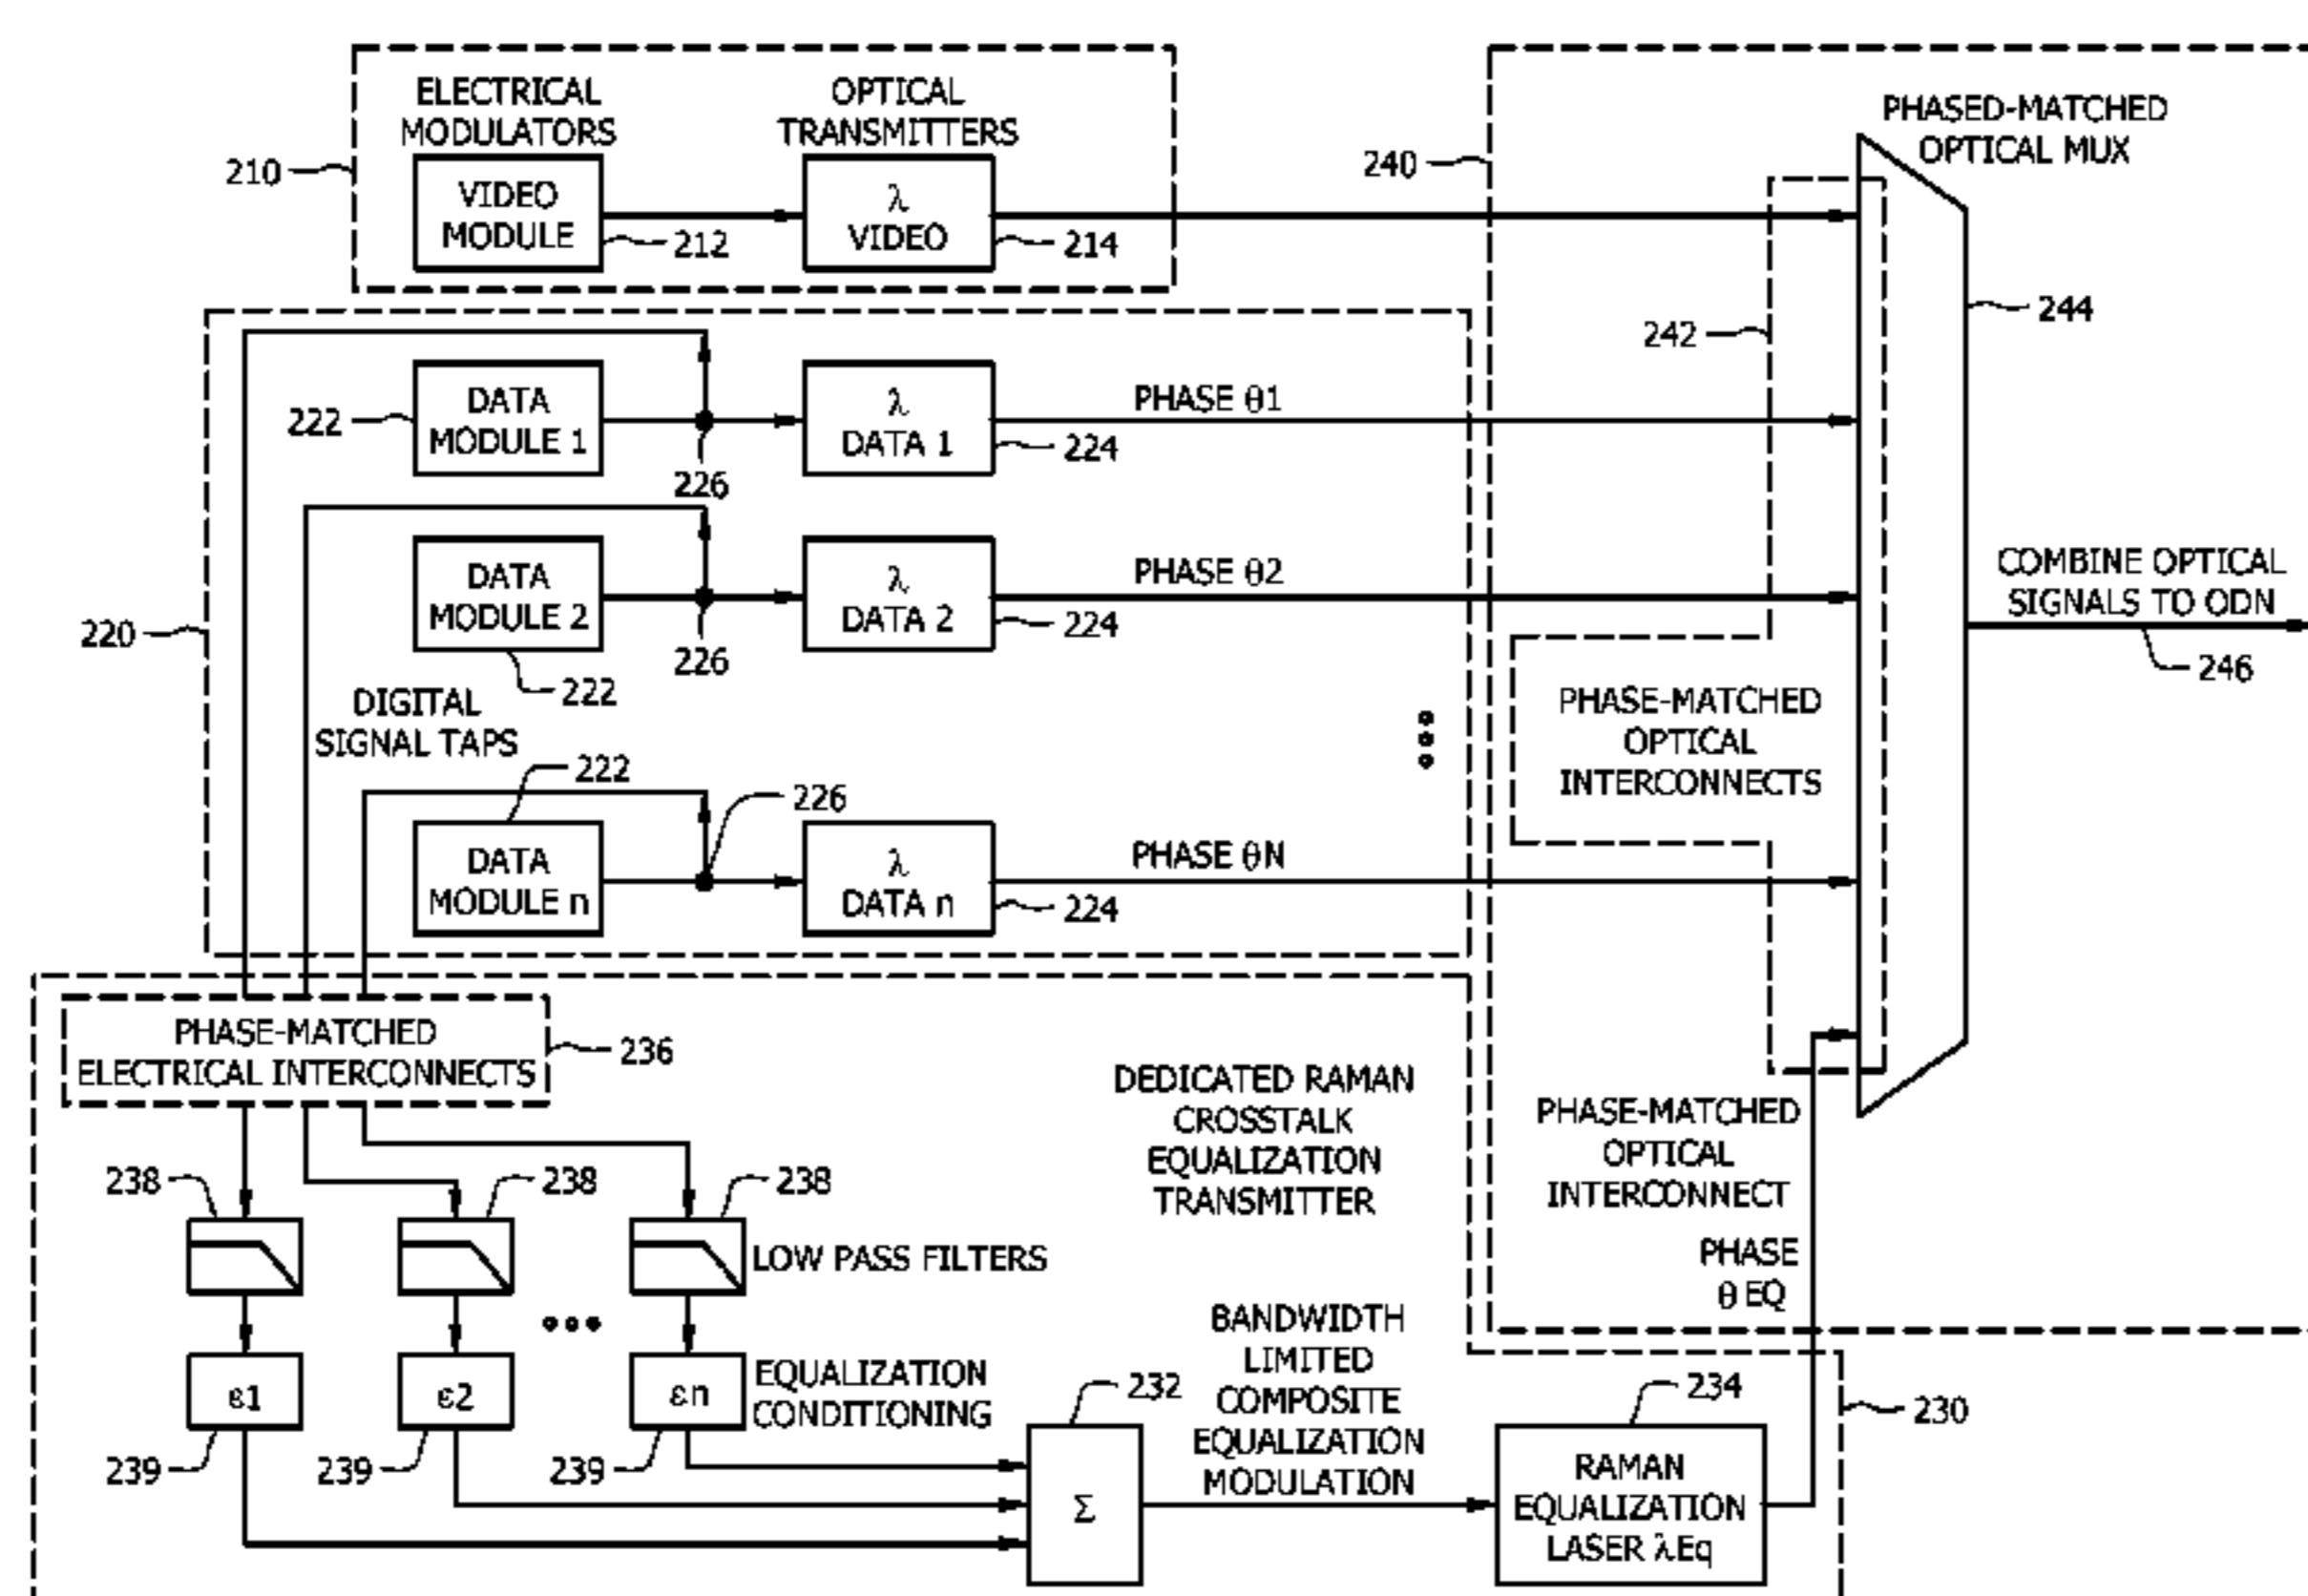 ELECTRICAL
MODULATORS
OPTICAL
TRANSMITTERS
PHASED-MATCHED
OPTICAL MUX
210
240
VIDEO
MODULE
212
λ
VIDEO
214
242
244
222
DATA
MODULE 1
226
λ
DATA 1
224
PHASE θ1
220
DATA
MODULE 2
222
226
λ
DATA 2
224
PHASE θ2
COMBINE OPTICAL
SIGNALS TO ODN
246
DIGITAL
SIGNAL TAPS
PHASE-MATCHED
OPTICAL
INTERCONNECTS
222
226
DATA
MODULE n
λ
DATA n
224
PHASE θN
PHASE-MATCHED
ELECTRICAL INTERCONNECTS
236
DEDICATED RAMAN
CROSSTALK
EQUALIZATION
TRANSMITTER
PHASE-MATCHED
OPTICAL
INTERCONNECT
PHASE
θ EQ
238
238
238
LOW PASS FILTERS
ε1
ε2
εn
EQUALIZATION
CONDITIONING
239
239
239
232
Σ
BANDWIDTH
LIMITED
COMPOSITE
EQUALIZATION
MODULATION
234
230
RAMAN
EQUALIZATION
LASER λEq